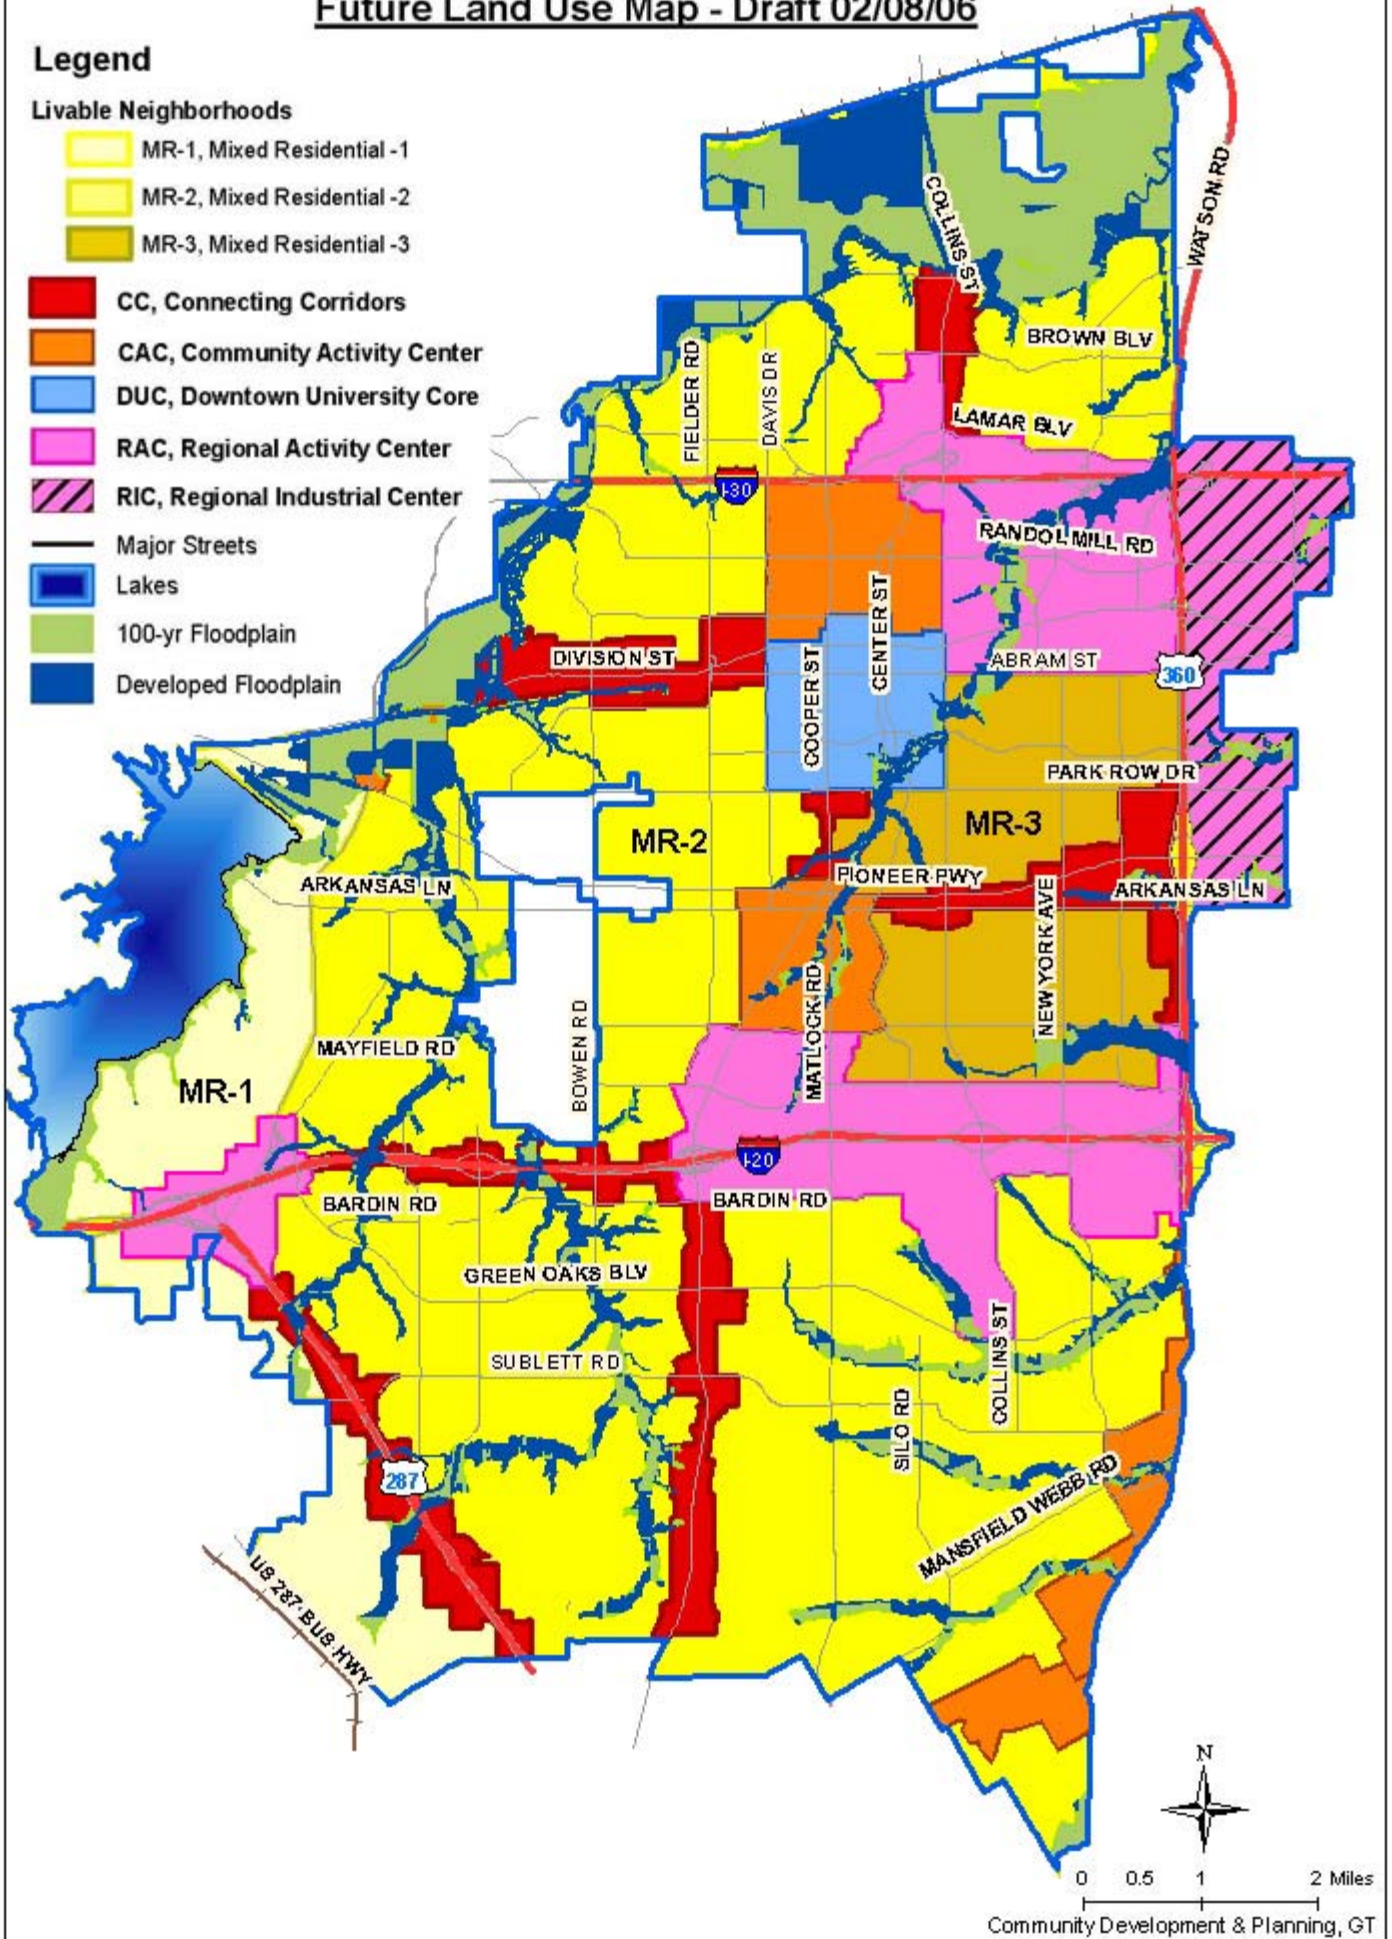 Future Land Use Map - Draft 02/08/06
Legend
Livable Neighborhoods
MR-1, Mixed Residential -1
MR-2, Mixed Residential -2
MR-3, Mixed Residential -3
CC, Connecting Corridors
CAC, Community Activity Center
DUC, Downtown University Core
RAC, Regional Activity Center
RIC, Regional Industrial Center
Major Streets
Lakes
100-yr Floodplain
Developed Floodplain
COLLINS ST
WATSON RD
BROWN BLV
FIELDER RD
DAVIS DR
LAMAR BLV
I-30
RANDOL MILL RD
CENTER ST
DIVISION ST
COOPER ST
ABRAM ST
360
PARK ROW DR
MR-2
MR-3
ARKANSAS LN
PIONEER PWY
ARKANSAS LN
NEW YORK AVE
MATLOCK RD
BOWEN RD
MAYFIELD RD
MR-1
I-20
BARDIN RD
BARDIN RD
GREEN OAKS BLV
SUBLETT RD
COLLINS ST
SILO RD
287
MANSFIELD WEBB RD
US 287 BUS HWY
N
0 0.5 1 2 Miles
Community Development & Planning, GT